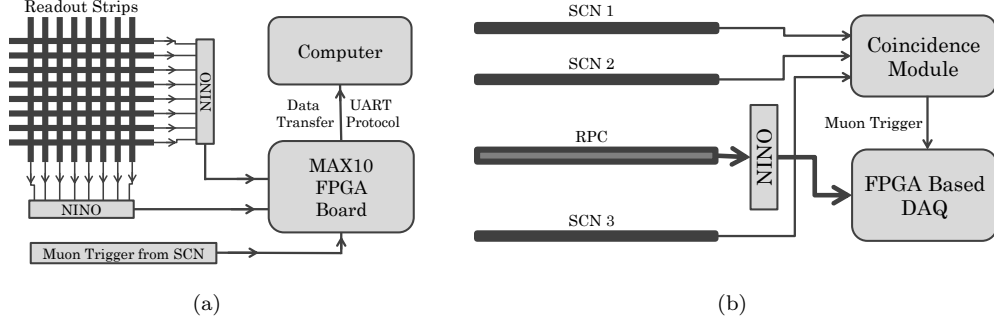 Readout Strips
NINO
NINO
Computer
Data
Transfer
UART
Protocol
MAX10
FPGA
Board
Muon Trigger from SCN
(a)
SCN 1
SCN 2
RPC
SCN 3
NINO
Coincidence
Module
Muon Trigger
FPGA Based
DAQ
(b)